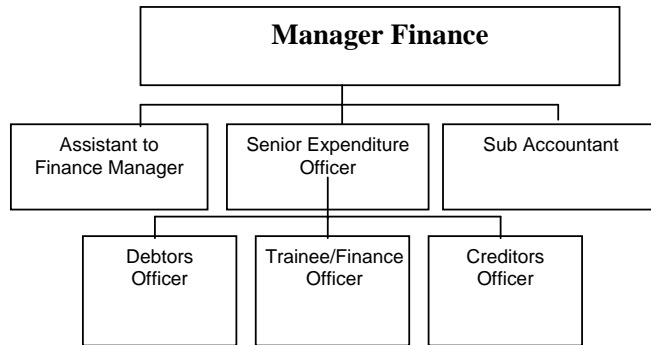 Manager Finance
Assistant to
Finance Manager
Senior Expenditure
Officer
Sub Accountant
Debtors
Officer
Trainee/Finance
Officer
Creditors
Officer